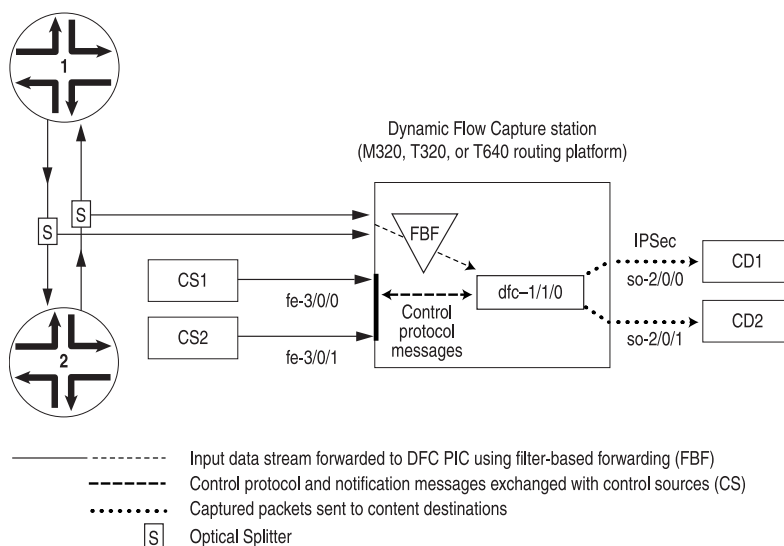 1
Dynamic Flow Capture station
(M320, T320, or T640 routing platform)
S
S
FBF
IPSec
CS1
fe-3/0/0
dfc–1/1/0
so-2/0/0
CD1
Control
protocol
messages
CS2
fe-3/0/1
so-2/0/1
CD2
2
Input data stream forwarded to DFC PIC using filter-based forwarding (FBF)
Control protocol and notification messages exchanged with control sources (CS)
Captured packets sent to content destinations
S Optical Splitter